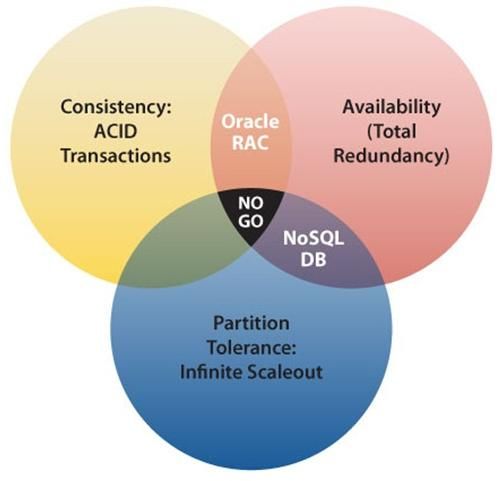 Consistency:
ACID
Transactions
Oracle
RAC
Availability
(Total
Redundancy)
NO
GO
NoSQL
DB
Partition
Tolerance:
Infinite Scaleout